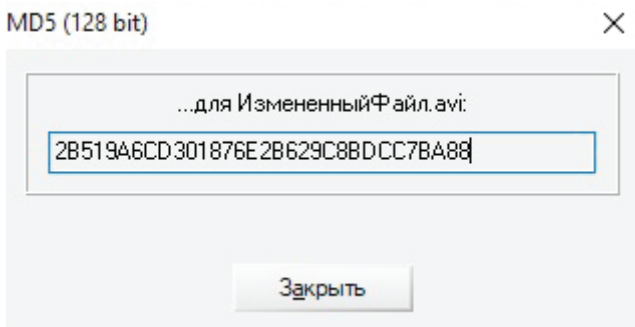 MD5 (128 bit)
...для ИзмененныйФайл.avi:
2B519A6CD301876E2B629C8BDCC7BA88
Закрыть